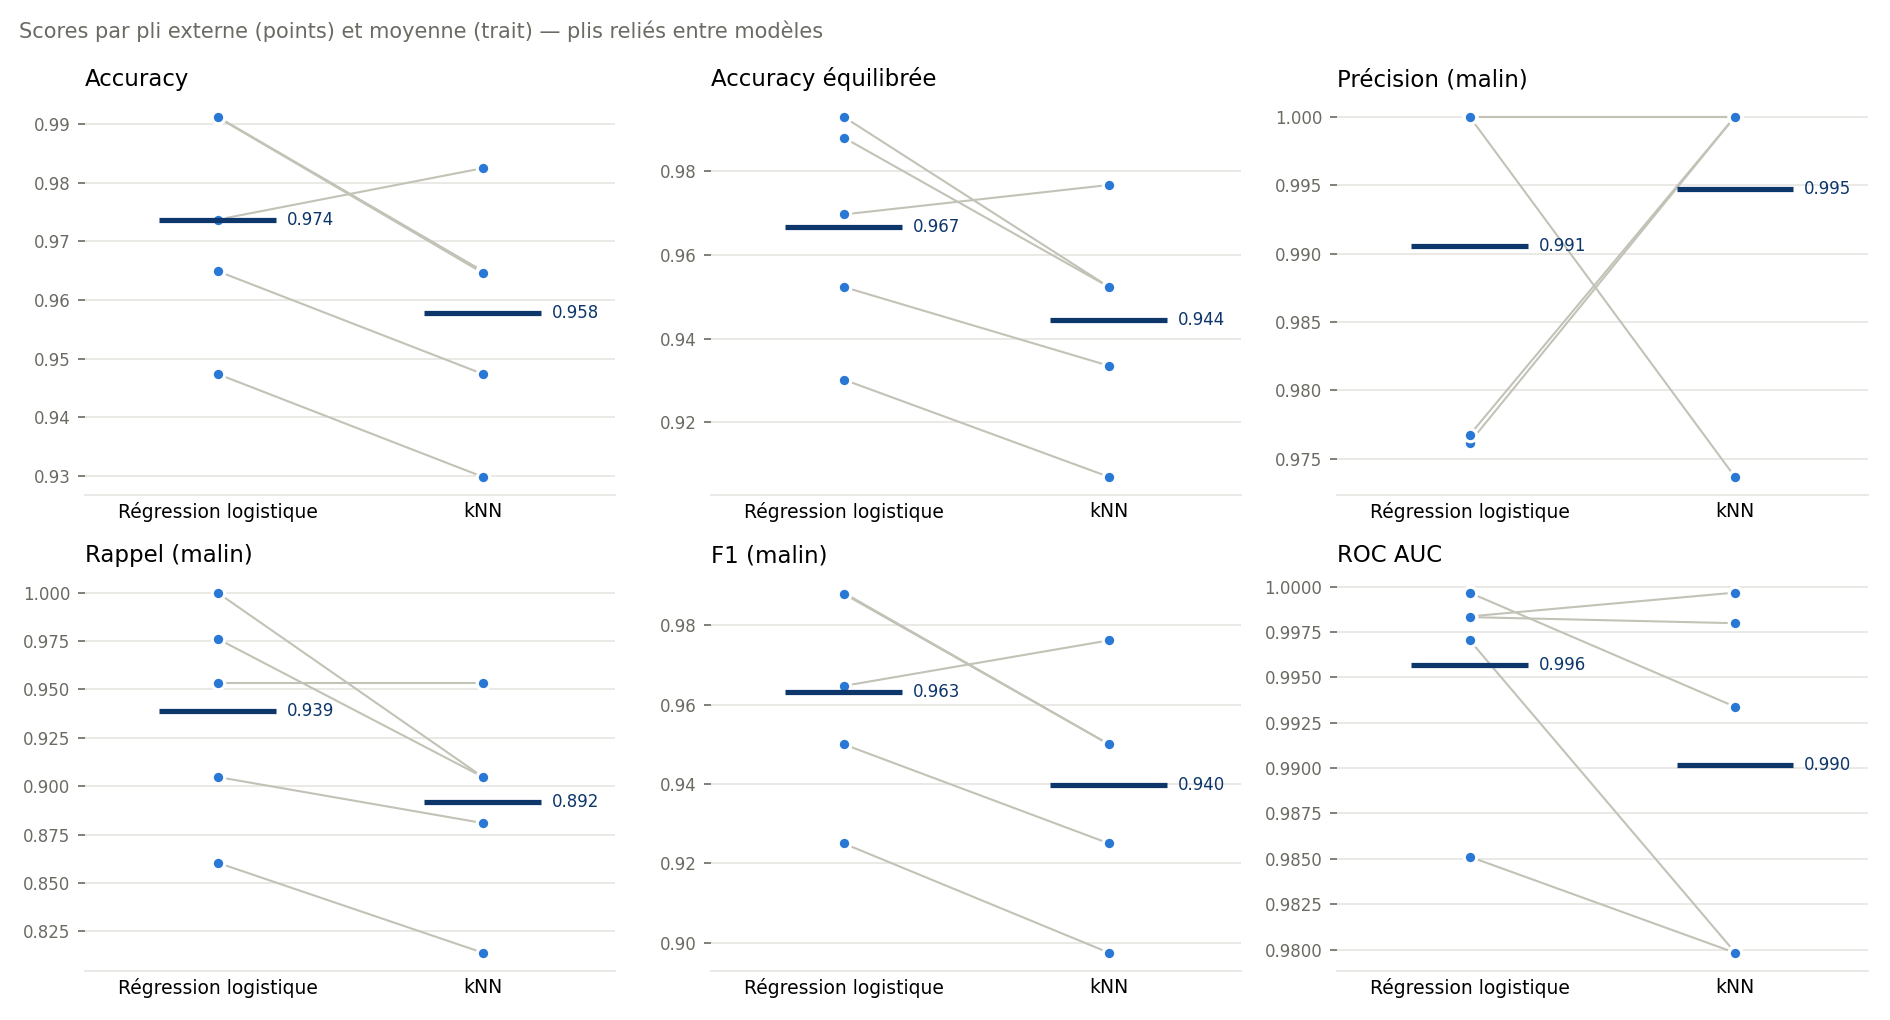 Scores par pli externe (points) et moyenne (trait) — plis reliés entre modèles
Accuracy
0.99
0.98
0.97
0.96
0.95
0.94
0.93
0.974
0.958
Régression logistique
kNN
Accuracy équilibrée
0.98
0.96
0.94
0.92
0.967
0.944
Régression logistique
kNN
Précision (malin)
1.000
0.995
0.990
0.985
0.980
0.975
0.991
0.995
Régression logistique
kNN
Rappel (malin)
1.000
0.975
0.950
0.925
0.900
0.875
0.850
0.825
0.939
0.892
Régression logistique
kNN
F1 (malin)
0.98
0.96
0.94
0.92
0.90
0.963
0.940
Régression logistique
kNN
ROC AUC
1.0000
0.9975
0.9950
0.9925
0.9900
0.9875
0.9850
0.9825
0.9800
0.996
0.990
Régression logistique
kNN